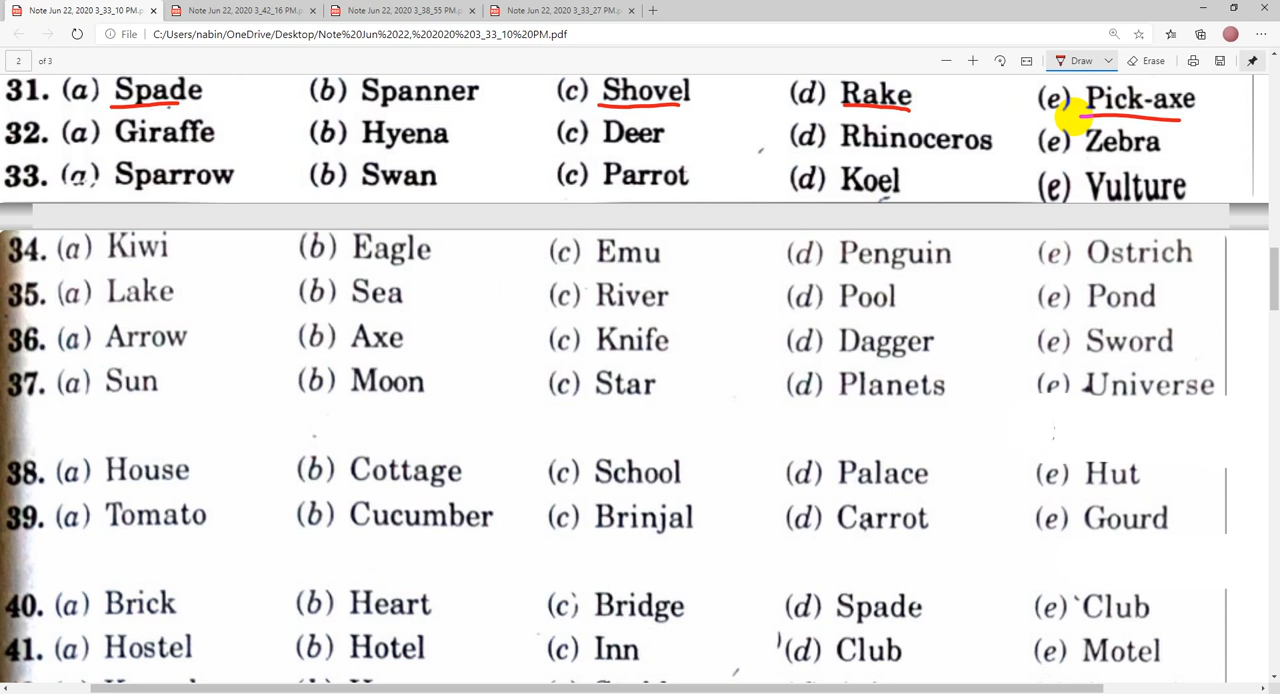 Note Jun 22, 2020 3_33_10 PM.p Note Jun 22, 2020 3_42_16 PM.p Note Jun 22, 2020 3_38_55 PM.p Note Jun 22, 2020 3_33_27 PM.p
File C:/Users/nabin/OneDrive/Desktop/Note%20Jun%2022,%202020%203_33_10%20PM.pdf
2 of 3 Draw Erase
31. (a) Spade (b) Spanner (c) Shovel (d) Rake (e) Pick-axe
32. (a) Giraffe (b) Hyena (c) Deer (d) Rhinoceros (e) Zebra
33. (a) Sparrow (b) Swan (c) Parrot (d) Koel (e) Vulture
34. (a) Kiwi (b) Eagle (c) Emu (d) Penguin (e) Ostrich
35. (a) Lake (b) Sea (c) River (d) Pool (e) Pond
36. (a) Arrow (b) Axe (c) Knife (d) Dagger (e) Sword
37. (a) Sun (b) Moon (c) Star (d) Planets (e) Universe
38. (a) House (b) Cottage (c) School (d) Palace (e) Hut
39. (a) Tomato (b) Cucumber (c) Brinjal (d) Carrot (e) Gourd
40. (a) Brick (b) Heart (c) Bridge (d) Spade (e) Club
41. (a) Hostel (b) Hotel (c) Inn (d) Club (e) Motel